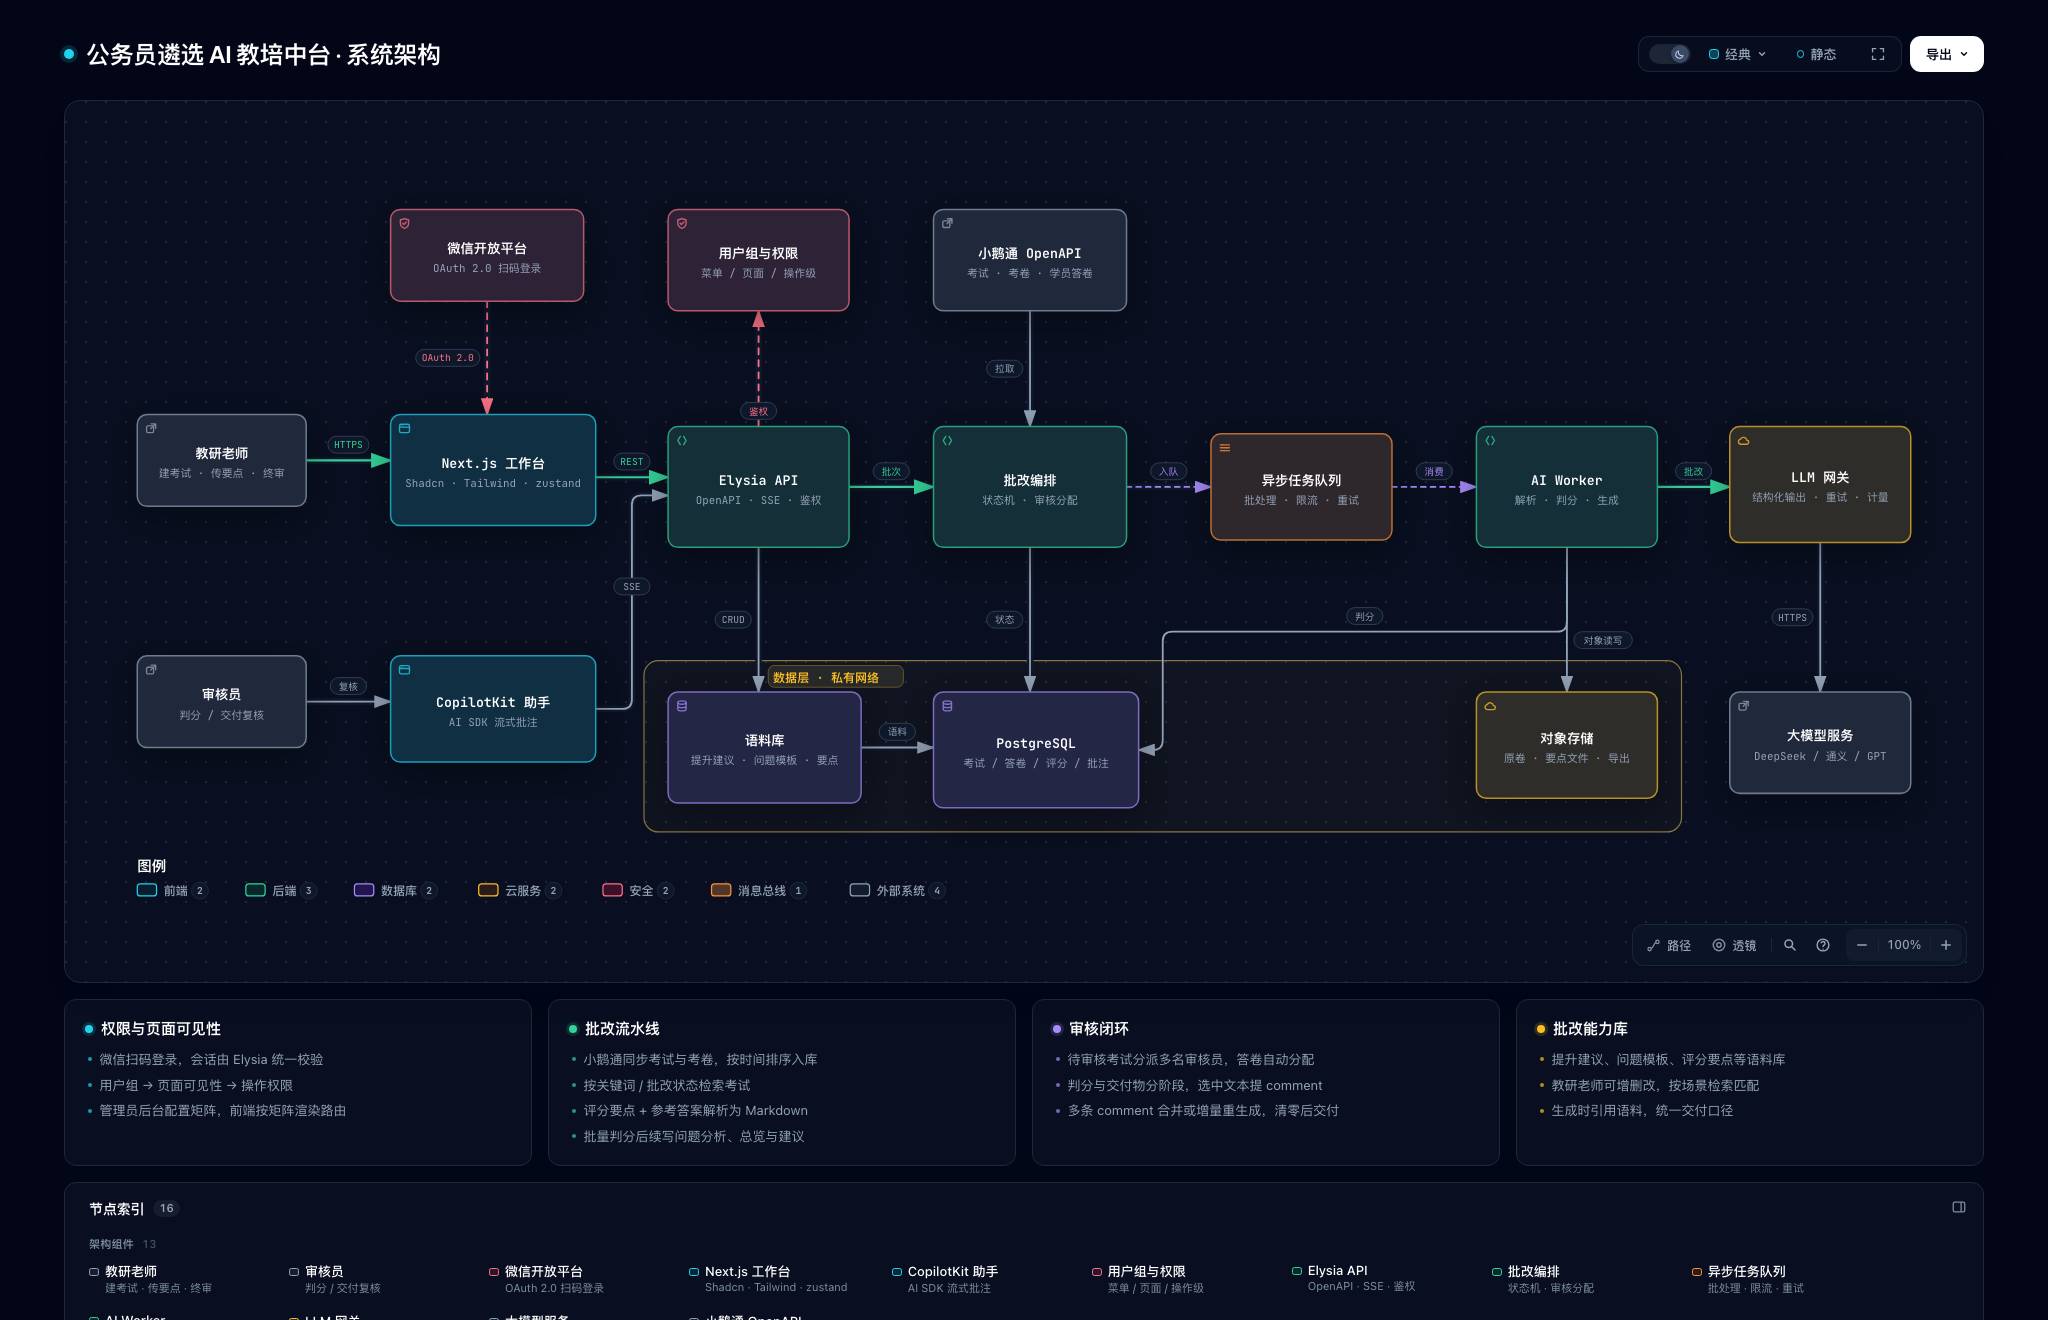 公务员遴选 AI 教培中台 · 系统架构
经典
静态
导出
微信开放平台
OAuth 2.0 扫码登录
用户组与权限
菜单 / 页面 / 操作级
小鹅通 OpenAPI
考试 · 考卷 · 学员答卷
OAuth 2.0
拉取
鉴权
教研老师
建考试 · 传要点 · 终审
HTTPS
Next.js 工作台
Shadcn · Tailwind · zustand
REST
Elysia API
OpenAPI · SSE · 鉴权
批次
批改编排
状态机 · 审核分配
入队
异步任务队列
批处理 · 限流 · 重试
消费
AI Worker
解析 · 判分 · 生成
批改
LLM 网关
结构化输出 · 重试 · 计量
SSE
CRUD
状态
判分
对象读写
HTTPS
审核员
判分 / 交付复核
复核
CopilotKit 助手
AI SDK 流式批注
数据层 · 私有网络
语料库
提升建议 · 问题模板 · 要点
语料
PostgreSQL
考试 / 答卷 / 评分 / 批注
对象存储
原卷 · 要点文件 · 导出
大模型服务
DeepSeek / 通义 / GPT
图例
前端 2
后端 3
数据库 2
云服务 2
安全 2
消息总线 1
外部系统 4
路径
透镜
100%
权限与页面可见性
微信扫码登录，会话由 Elysia 统一校验
用户组 → 页面可见性 → 操作权限
管理员后台配置矩阵，前端按矩阵渲染路由
批改流水线
小鹅通同步考试与考卷，按时间排序入库
按关键词 / 批改状态检索考试
评分要点 + 参考答案解析为 Markdown
批量判分后续写问题分析、总览与建议
审核闭环
待审核考试分派多名审核员，答卷自动分配
判分与交付物分阶段，选中文本提 comment
多条 comment 合并或增量重生成，清零后交付
批改能力库
提升建议、问题模板、评分要点等语料库
教研老师可增删改，按场景检索匹配
生成时引用语料，统一交付口径
节点索引 16
架构组件 13
教研老师
建考试 · 传要点 · 终审
审核员
判分 / 交付复核
微信开放平台
OAuth 2.0 扫码登录
Next.js 工作台
Shadcn · Tailwind · zustand
CopilotKit 助手
AI SDK 流式批注
用户组与权限
菜单 / 页面 / 操作级
Elysia API
OpenAPI · SSE · 鉴权
批改编排
状态机 · 审核分配
异步任务队列
批处理 · 限流 · 重试
AI Worker
LLM 网关
大模型服务
小鹅通 OpenAPI